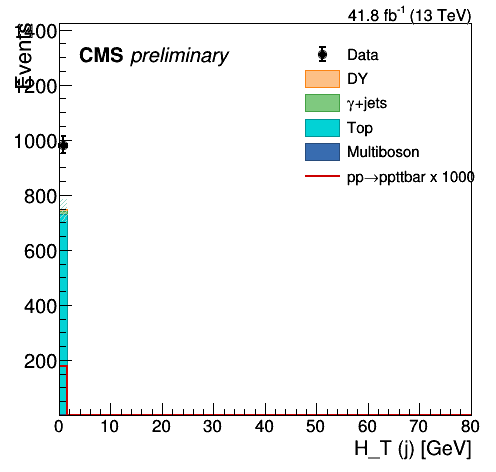 41.8 fb⁻¹ (13 TeV)
Events
CMS preliminary
Data
DY
γ+jets
Top
Multiboson
pp→ppttbar x 1000
1400
1200
1000
800
600
400
200
0 10 20 30 40 50 60 70 80
H_T (j) [GeV]